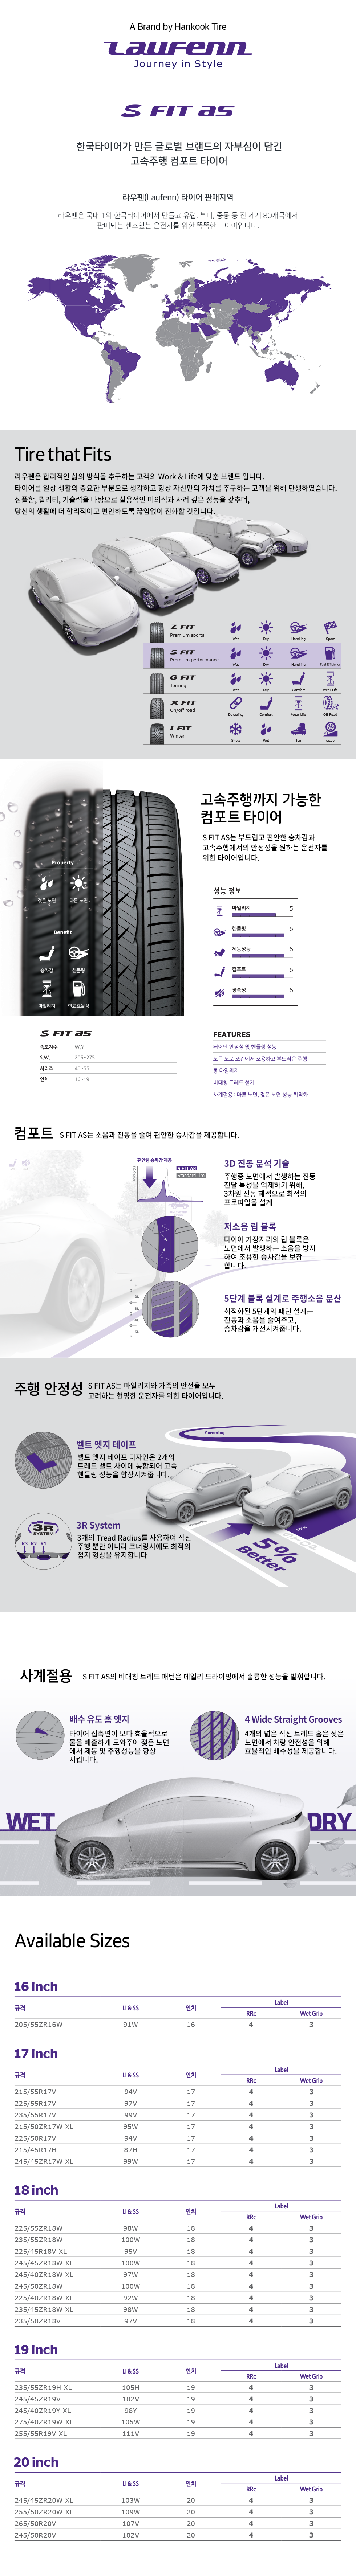 A Brand by Hankook Tire
Laufenn
Journey in Style
S FIT as
한국타이어가 만든 글로벌 브랜드의 자부심이 담긴
고속주행 컴포트 타이어
라우펜(Laufenn) 타이어 판매지역
라우펜은 국내 1위 한국타이어에서 만들고 유럽, 북미, 중동 등 전 세계 80개국에서
판매되는 센스있는 운전자를 위한 똑똑한 타이어입니다.
Tire that Fits
라우펜은 합리적인 삶의 방식을 추구하는 고객의 Work & Life에 맞춘 브랜드 입니다.
타이어를 일상 생활의 중요한 부분으로 생각하고 항상 자신만의 가치를 추구하는 고객을 위해 탄생하였습니다.
심플함, 퀄리티, 기술력을 바탕으로 실용적인 미의식과 사려 깊은 성능을 갖추며,
당신의 생활에 더 합리적이고 편안하도록 끊임없이 진화할 것입니다.
Z FIT
Premium sports
Wet Dry Handling Sport
S FIT
Premium performance
Wet Dry Handling Fuel Efficiency
G FIT
Touring
Wet Dry Comfort Wear Life
X FIT
On/off road
Durability Comfort Wear Life Off Road
I FIT
Winter
Snow Wet Ice Traction
고속주행까지 가능한
컴포트 타이어
S FIT AS는 부드럽고 편안한 승차감과
고속주행에서의 안정성을 원하는 운전자를
위한 타이어입니다.
Property
젖은 노면 마른 노면
Benefit
승차감 핸들링
마일리지 연료효율성
성능 정보
마일리지 5
핸들링 6
제동성능 6
컴포트 6
정숙성 6
S FIT as
속도지수 W,Y
S.W. 205~275
시리즈 40~55
인치 16~19
FEATURES
뛰어난 안정성 및 핸들링 성능
모든 도로 조건에서 조용하고 부드러운 주행
롱 마일리지
비대칭 트레드 설계
사계절용 : 마른 노면, 젖은 노면 성능 최적화
컴포트 S FIT AS는 소음과 진동을 줄여 편안한 승차감을 제공합니다.
편안한 승차감 제공
S FIT AS
Standard Tire
3D 진동 분석 기술
주행중 노면에서 발생하는 진동
전달 특성을 억제하기 위해,
3차원 진동 해석으로 최적의
프로파일을 설계
저소음 립 블록
타이어 가장자리의 립 블록은
노면에서 발생하는 소음을 방지
하여 조용한 승차감을 보장
합니다.
5단계 블록 설계로 주행소음 분산
최적화된 5단계의 패턴 설계는
진동과 소음을 줄여주고,
승차감을 개선시켜줍니다.
주행 안정성 S FIT AS는 마일리지와 가족의 안전을 모두
고려하는 현명한 운전자를 위한 타이어입니다.
Cornering
벨트 엣지 테이프
벨트 엣지 테이프 디자인은 2개의
트레드 벨트 사이에 통합되어 고속
핸들링 성능을 향상시켜줍니다.
3R System
3개의 Tread Radius를 사용하여 직진
주행 뿐만 아니라 코너링시에도 최적의
접지 형상을 유지합니다
3R
TREAD SYSTEM
R3 R2 R1
5%
Better
사계절용 S FIT AS의 비대칭 트레드 패턴은 데일리 드라이빙에서 훌륭한 성능을 발휘합니다.
배수 유도 홈 엣지
타이어 접촉면이 보다 효율적으로
물을 배출하게 도와주어 젖은 노면
에서 제동 및 주행성능을 향상
시킵니다.
4 Wide Straight Grooves
4개의 넓은 직선 트레드 홈은 젖은
노면에서 차량 안전성을 위해
효율적인 배수성을 제공합니다.
WET DRY
Available Sizes
16 inch
규격 LI & SS 인치 Label
RRc Wet Grip
205/55ZR16W 91W 16 4 3
17 inch
규격 LI & SS 인치 Label
RRc Wet Grip
215/55R17V 94V 17 4 3
225/55R17V 97V 17 4 3
235/55R17V 99V 17 4 3
215/50ZR17W XL 95W 17 4 3
225/50R17V 94V 17 4 3
215/45R17H 87H 17 4 3
245/45ZR17W XL 99W 17 4 3
18 inch
규격 LI & SS 인치 Label
RRc Wet Grip
225/55ZR18W 98W 18 4 3
235/55ZR18W 100W 18 4 3
225/45R18V XL 95V 18 4 3
245/45ZR18W XL 100W 18 4 3
245/40ZR18W XL 97W 18 4 3
245/50ZR18W 100W 18 4 3
225/40ZR18W XL 92W 18 4 3
235/45ZR18W XL 98W 18 4 3
235/50ZR18V 97V 18 4 3
19 inch
규격 LI & SS 인치 Label
RRc Wet Grip
235/55ZR19H XL 105H 19 4 3
245/45ZR19V 102V 19 4 3
245/40ZR19Y XL 98Y 19 4 3
275/40ZR19W XL 105W 19 4 3
255/55R19V XL 111V 19 4 3
20 inch
규격 LI & SS 인치 Label
RRc Wet Grip
245/45ZR20W XL 103W 20 4 3
255/50ZR20W XL 109W 20 4 3
265/50R20V 107V 20 4 3
245/50R20V 102V 20 4 3